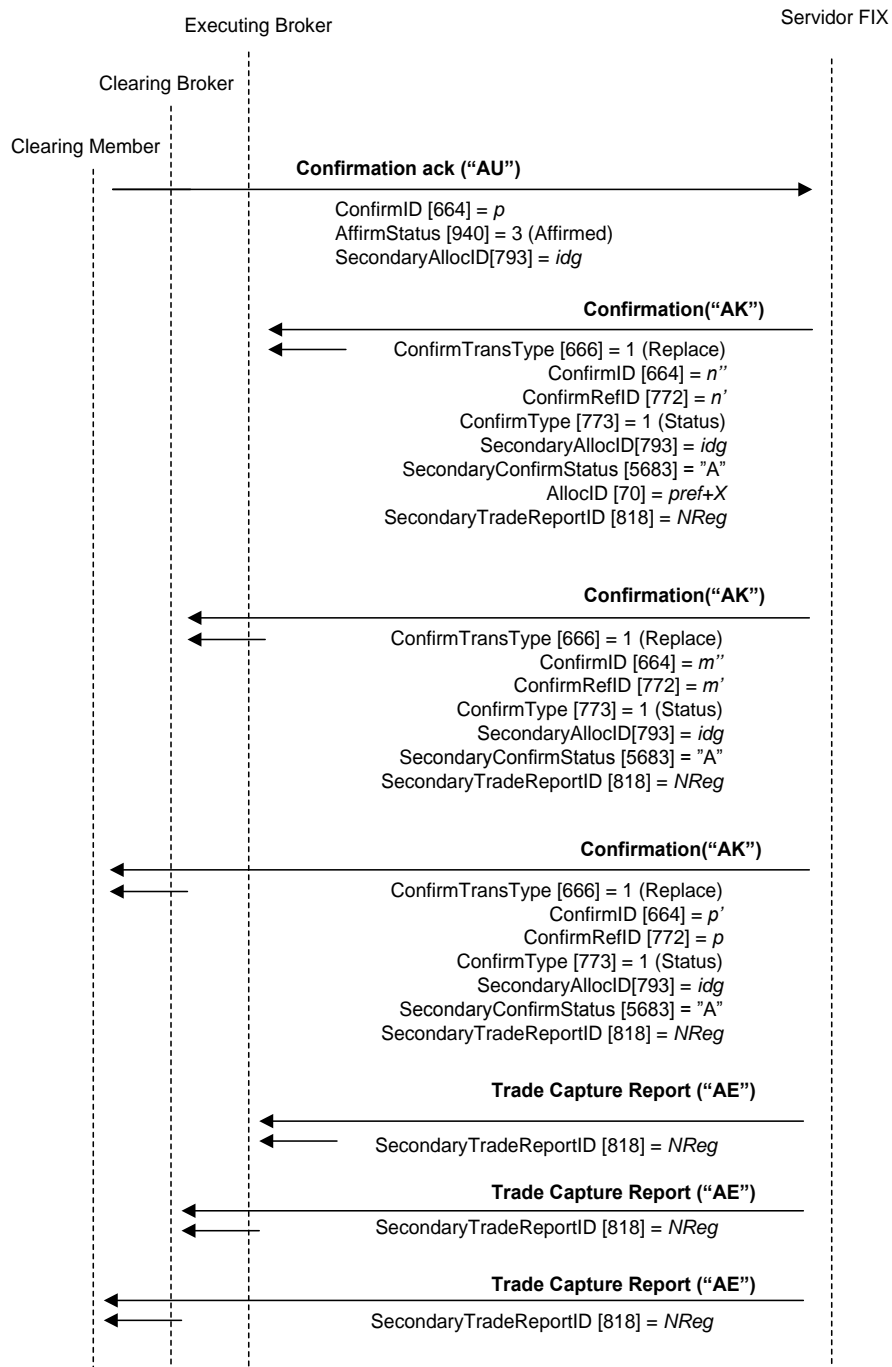 Servidor FIX
Executing Broker
Clearing Broker
Clearing Member
Confirmation ack (“AU”)
ConfirmID [664] = p
AffirmStatus [940] = 3 (Affirmed)
SecondaryAllocID[793] = idg
Confirmation(“AK”)
ConfirmTransType [666] = 1 (Replace)
ConfirmID [664] = n’’
ConfirmRefID [772] = n’
ConfirmType [773] = 1 (Status)
SecondaryAllocID[793] = idg
SecondaryConfirmStatus [5683] = ”A”
AllocID [70] = pref+X
SecondaryTradeReportID [818] = NReg
Confirmation(“AK”)
ConfirmTransType [666] = 1 (Replace)
ConfirmID [664] = m’’
ConfirmRefID [772] = m’
ConfirmType [773] = 1 (Status)
SecondaryAllocID[793] = idg
SecondaryConfirmStatus [5683] = ”A”
SecondaryTradeReportID [818] = NReg
Confirmation(“AK”)
ConfirmTransType [666] = 1 (Replace)
ConfirmID [664] = p’
ConfirmRefID [772] = p
ConfirmType [773] = 1 (Status)
SecondaryAllocID[793] = idg
SecondaryConfirmStatus [5683] = ”A”
SecondaryTradeReportID [818] = NReg
Trade Capture Report (“AE”)
SecondaryTradeReportID [818] = NReg
Trade Capture Report (“AE”)
SecondaryTradeReportID [818] = NReg
Trade Capture Report (“AE”)
SecondaryTradeReportID [818] = NReg